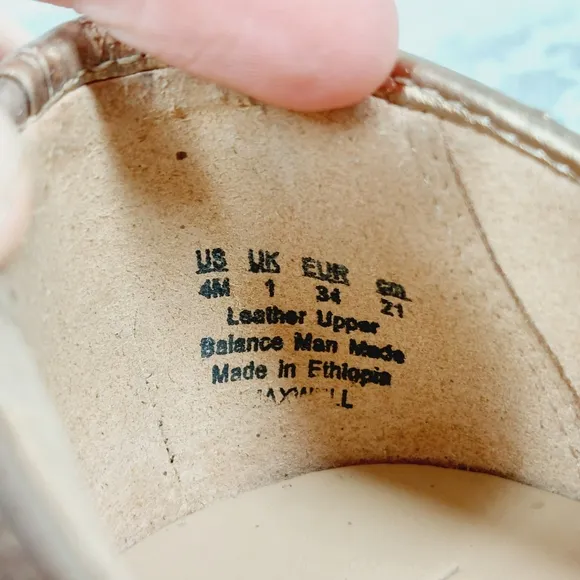 US UK EUR cm
4M 1 34 21
Leather Upper
Balance Man Made
Made in Ethiopia